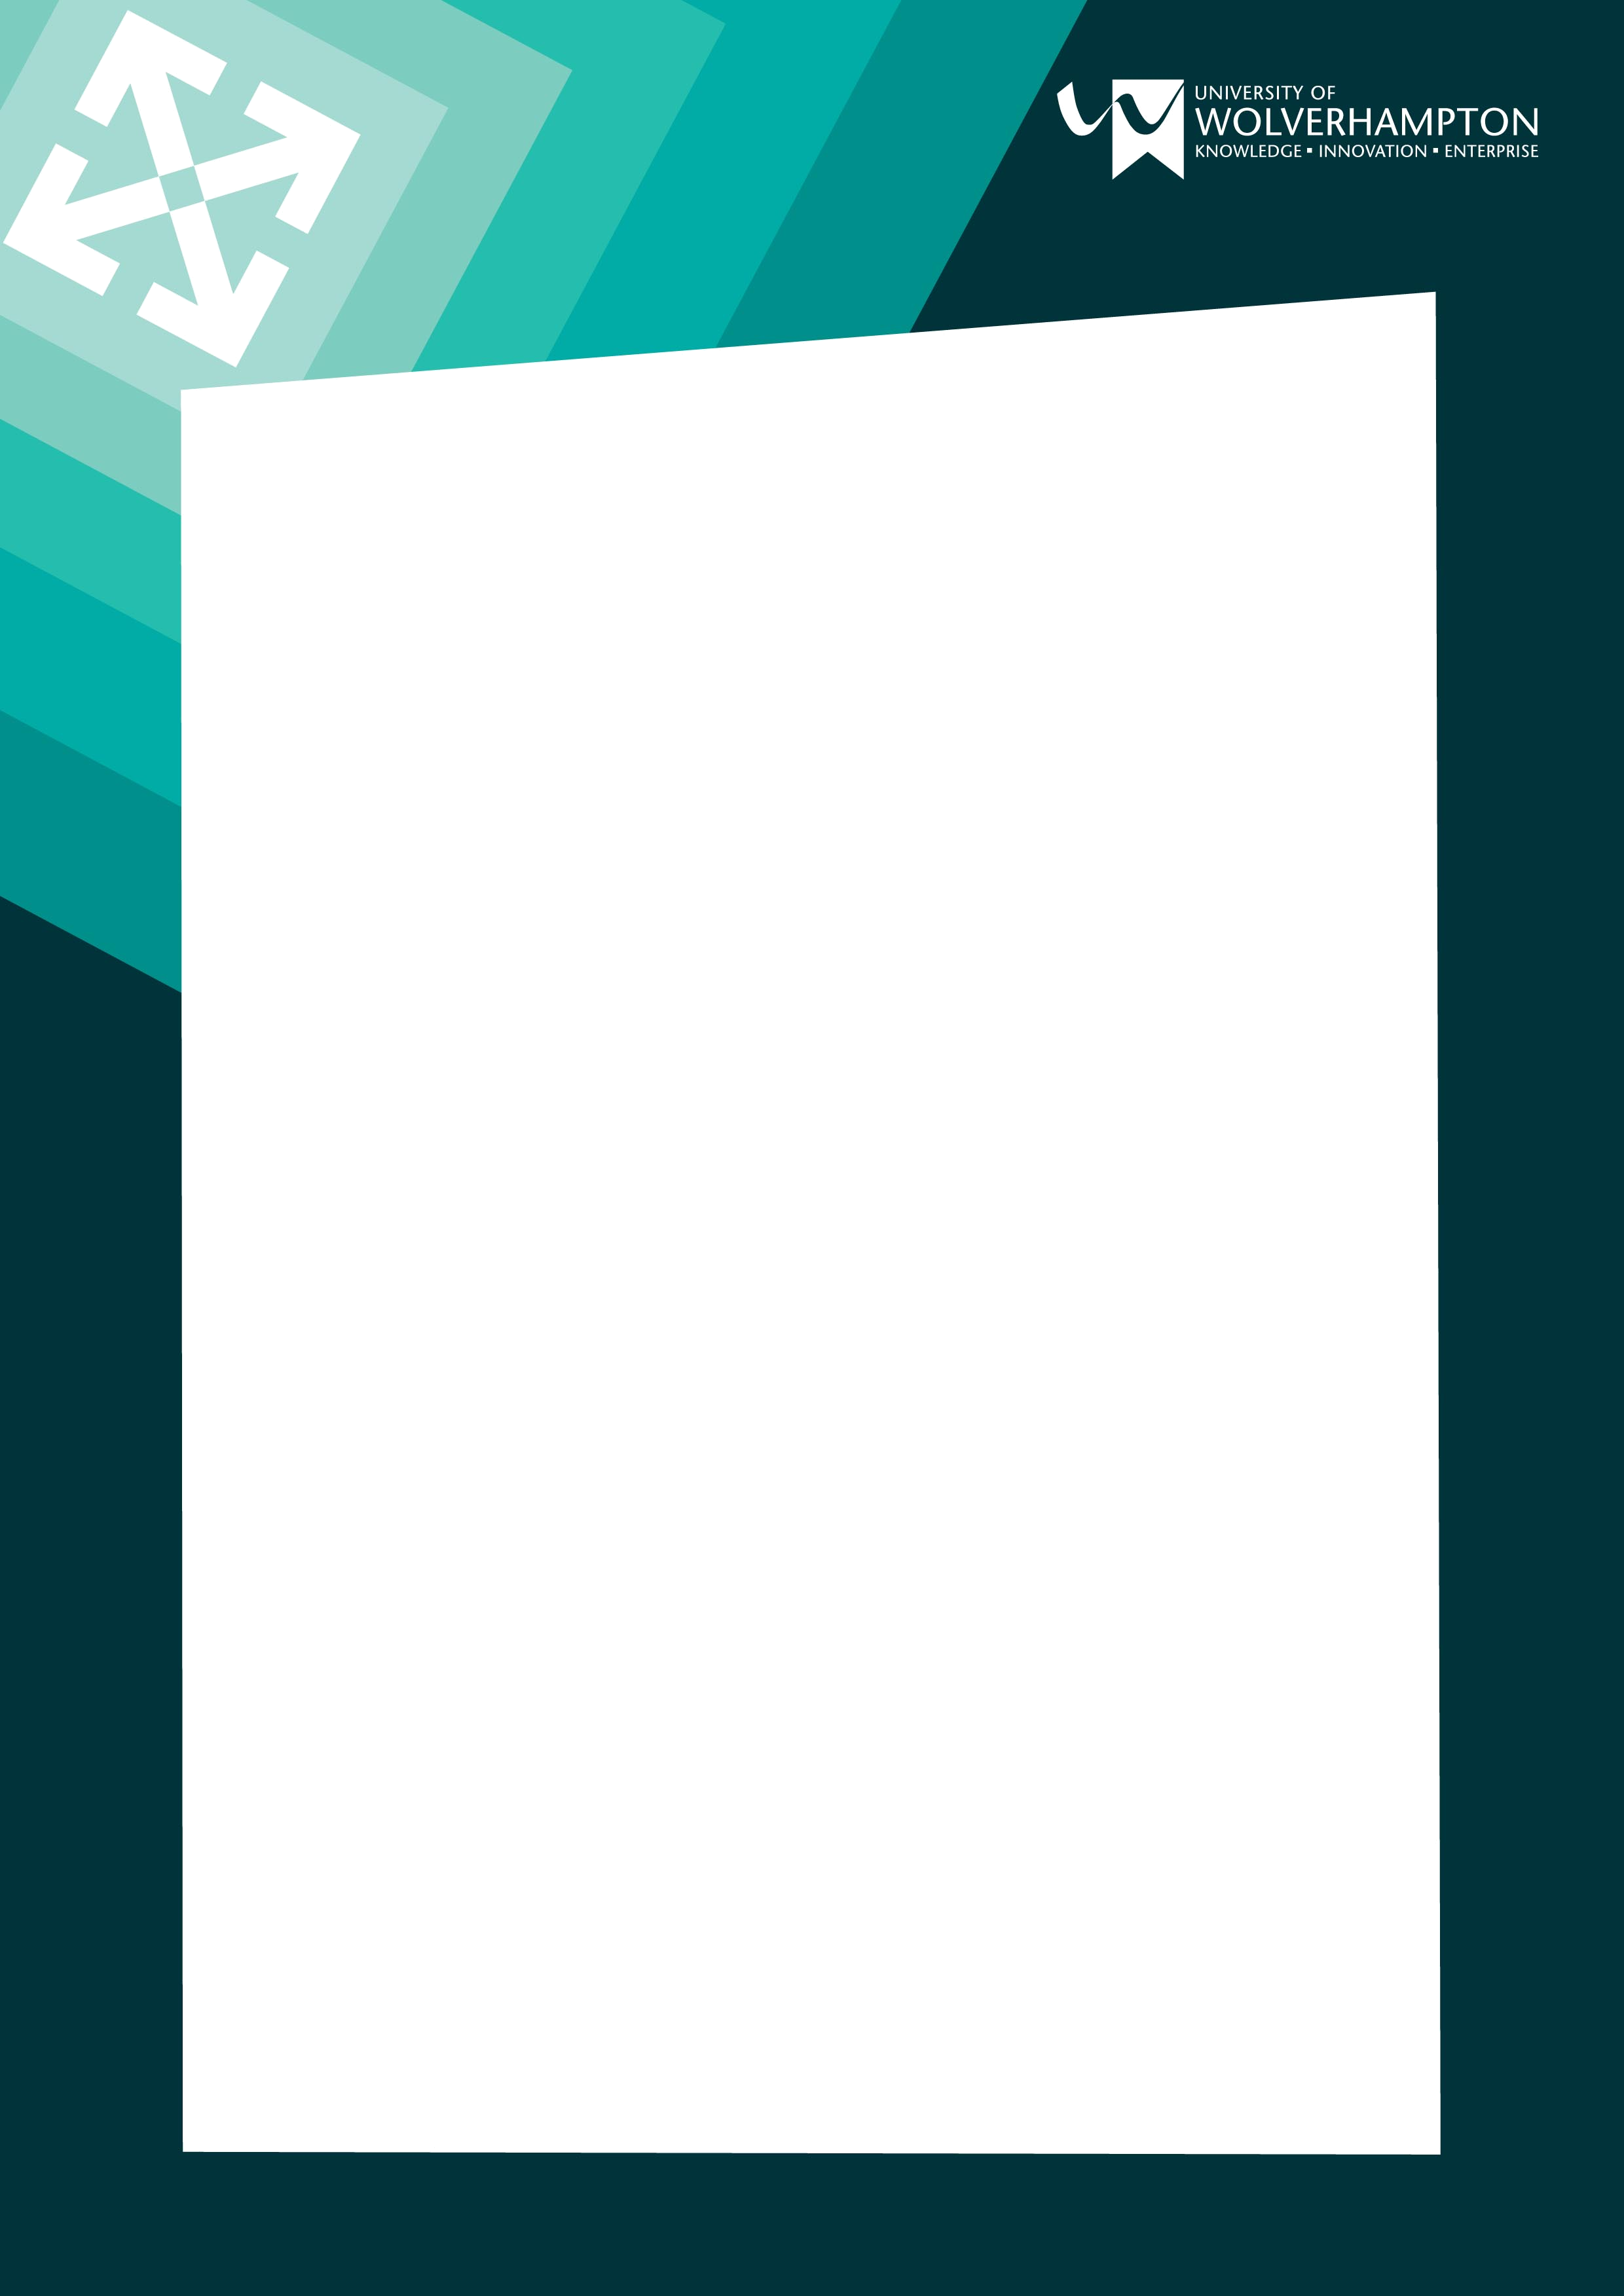 UNIVERSITY OF
WOLVERHAMPTON
KNOWLEDGE ▪ INNOVATION ▪ ENTERPRISE